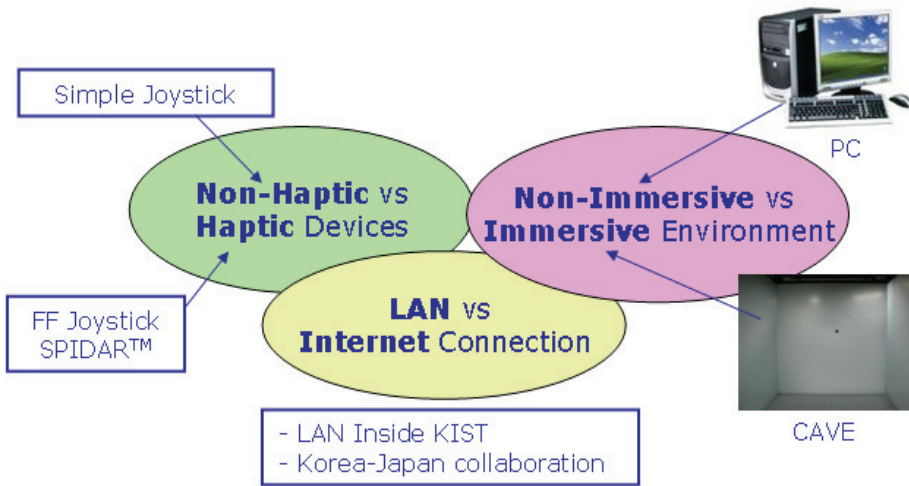 Simple Joystick
PC
Non-Haptic vs
Haptic Devices
Non-Immersive vs
Immersive Environment
FF Joystick
SPIDAR™
LAN vs
Internet Connection
CAVE
- LAN Inside KIST
- Korea-Japan collaboration